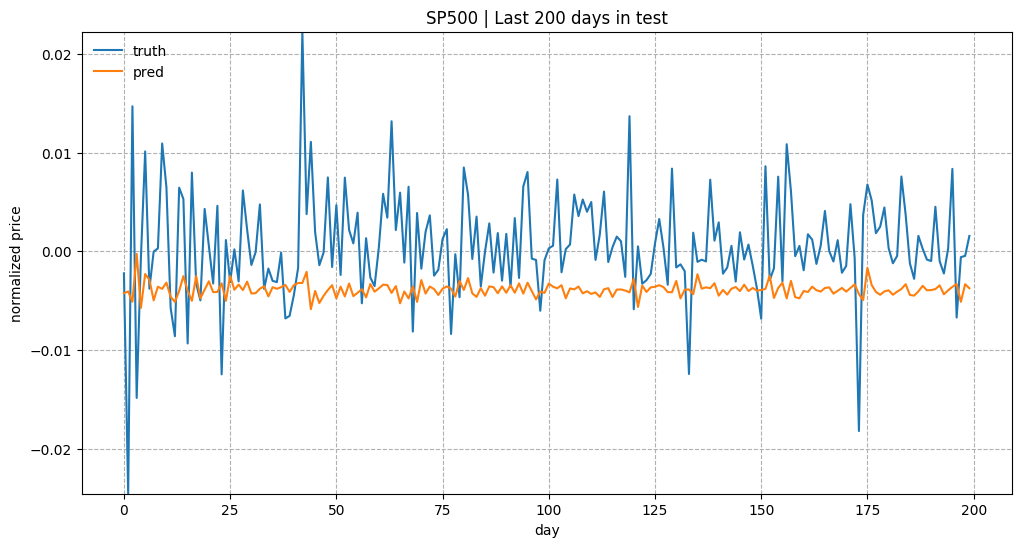 SP500 | Last 200 days in test
truth
pred
0.02
0.01
0.00
−0.01
−0.02
normalized price
0 25 50 75 100 125 150 175 200
day